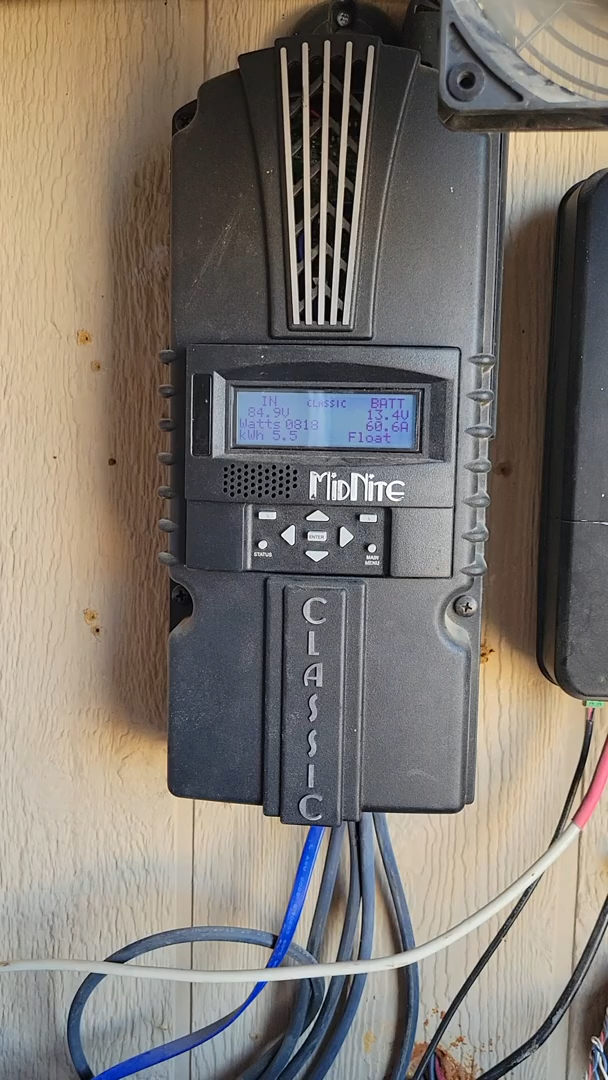 IN CLASSIC BATT
84.9V 13.4V
Watts 0818 60.6A
kWh 5.5 Float
MIDNITE
ENTER
STATUS
MAIN
MENU
CLASSIC